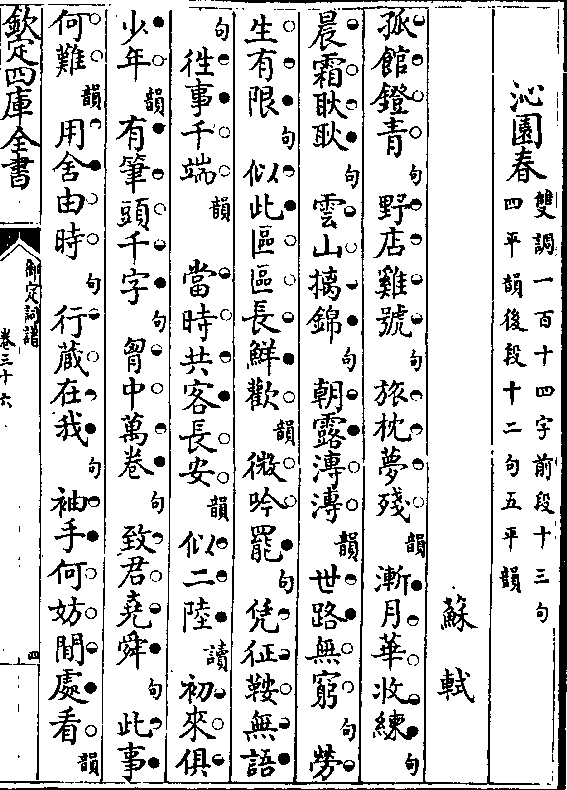 沁園春 雙調一百十四字前段十三句
四平韻後段十二句五平韻
蘇軾
孤館鐙青句野店雞號句旅枕夢殘韻漸月華收練句
晨霜耿耿句雲山摛錦句朝露漙漙韻世路無窮句勞
生有限句似此區區長鮮歡韻微吟罷句凭征鞍無語
句徃事千端韻 當時共客長安韻似二陸讀初來俱
少年韻有筆頭千字句胷中萬卷句致君堯舜句此事
何難韻用舍由時句行藏在我句袖手何妨閒處看韻
欽定四庫全書
御定詞譜
卷三十六
四